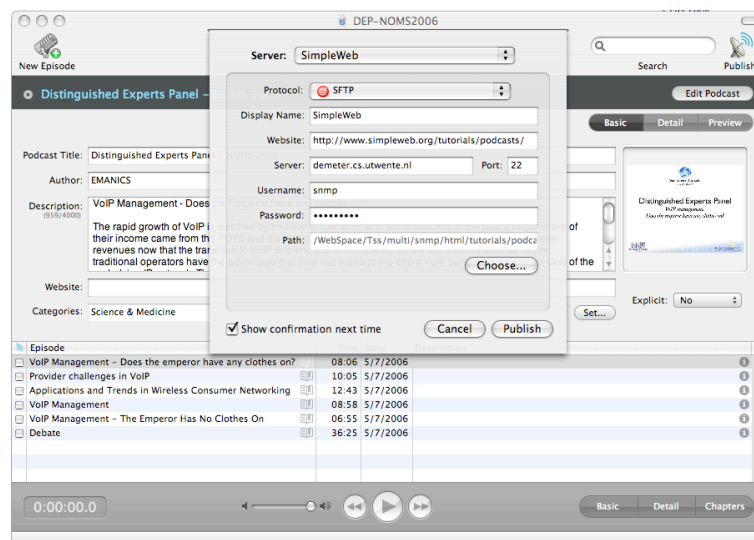 DEP-NOMS2006
New Episode
Search
Publish
Distinguished Experts Panel –
Edit Podcast
Basic Detail Preview
Server: SimpleWeb
Protocol: SFTP
Display Name: SimpleWeb
Website: http://www.simpleweb.org/tutorials/podcasts/
Server: demeter.cs.utwente.nl Port: 22
Username: snmp
Password: •••••••••
Path: /WebSpace/Tss/multi/snmp/html/tutorials/podca
Choose...
Show confirmation next time
Cancel Publish
Podcast Title: Distinguished Experts Pane
Author: EMANICS
Description: VoIP Management - Does
(959/4000)
The rapid growth of VoIP i
of
their income came from th
revenues now that the tran
traditional operators have
of the
Website:
Categories: Science & Medicine
Set...
Distinguished Experts Panel
Explicit: No
Episode
VoIP Management – Does the emperor have any clothes on? 08:06 5/7/2006
Provider challenges in VoIP 10:05 5/7/2006
Applications and Trends in Wireless Consumer Networking 12:43 5/7/2006
VoIP Management 08:58 5/7/2006
VoIP Management – The Emperor Has No Clothes On 06:55 5/7/2006
Debate 36:25 5/7/2006
0:00:00.0
Basic Detail Chapters